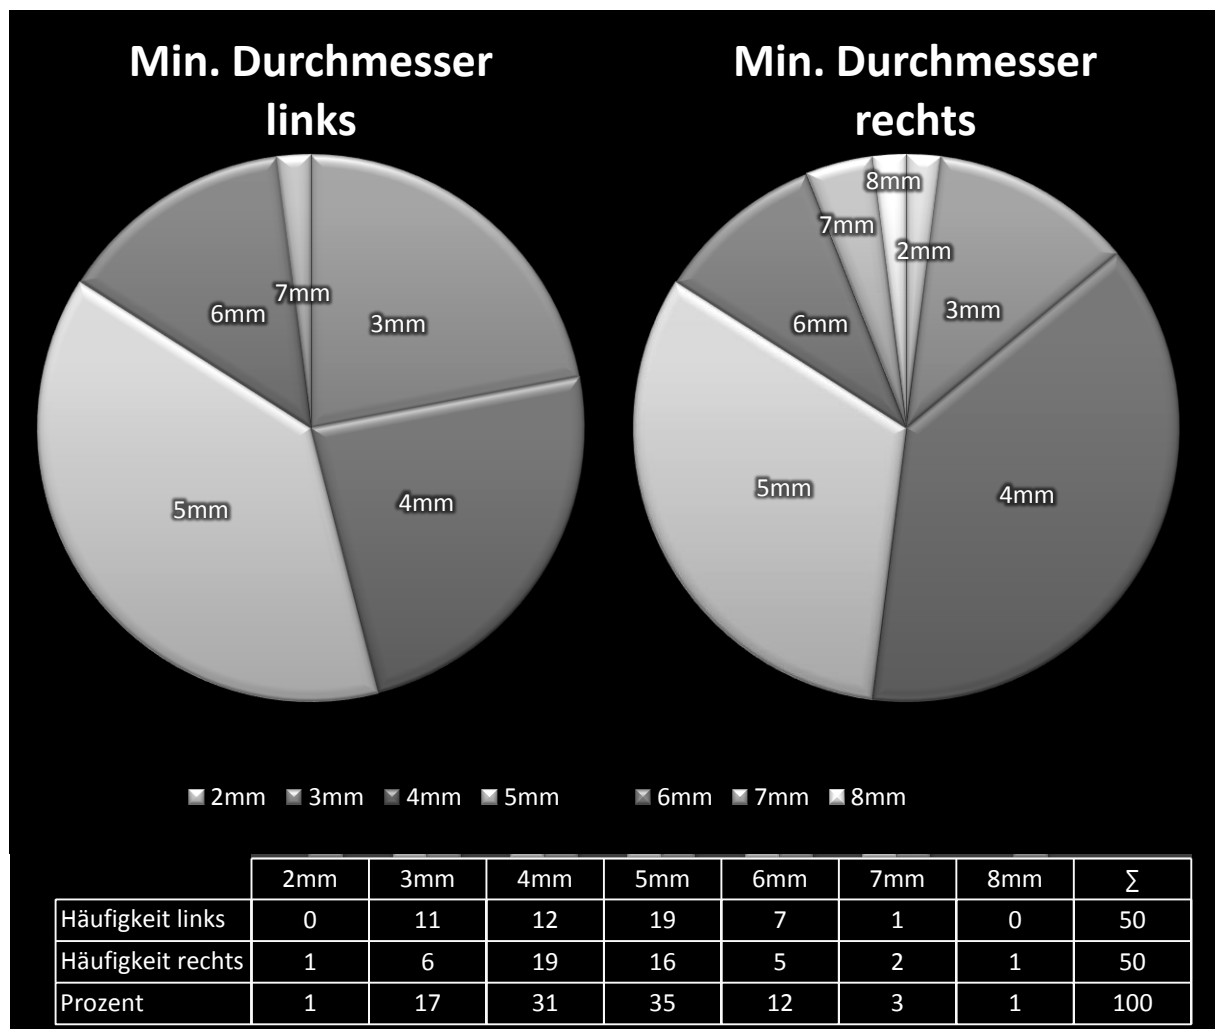 Min. Durchmesser
links
Min. Durchmesser
rechts
7mm
6mm
3mm
4mm
5mm
8mm
7mm
2mm
3mm
6mm
5mm
4mm
2mm 3mm 4mm 5mm 6mm 7mm 8mm
2mm 3mm 4mm 5mm 6mm 7mm 8mm Σ
Häufigkeit links 0 11 12 19 7 1 0 50
Häufigkeit rechts 1 6 19 16 5 2 1 50
Prozent 1 17 31 35 12 3 1 100